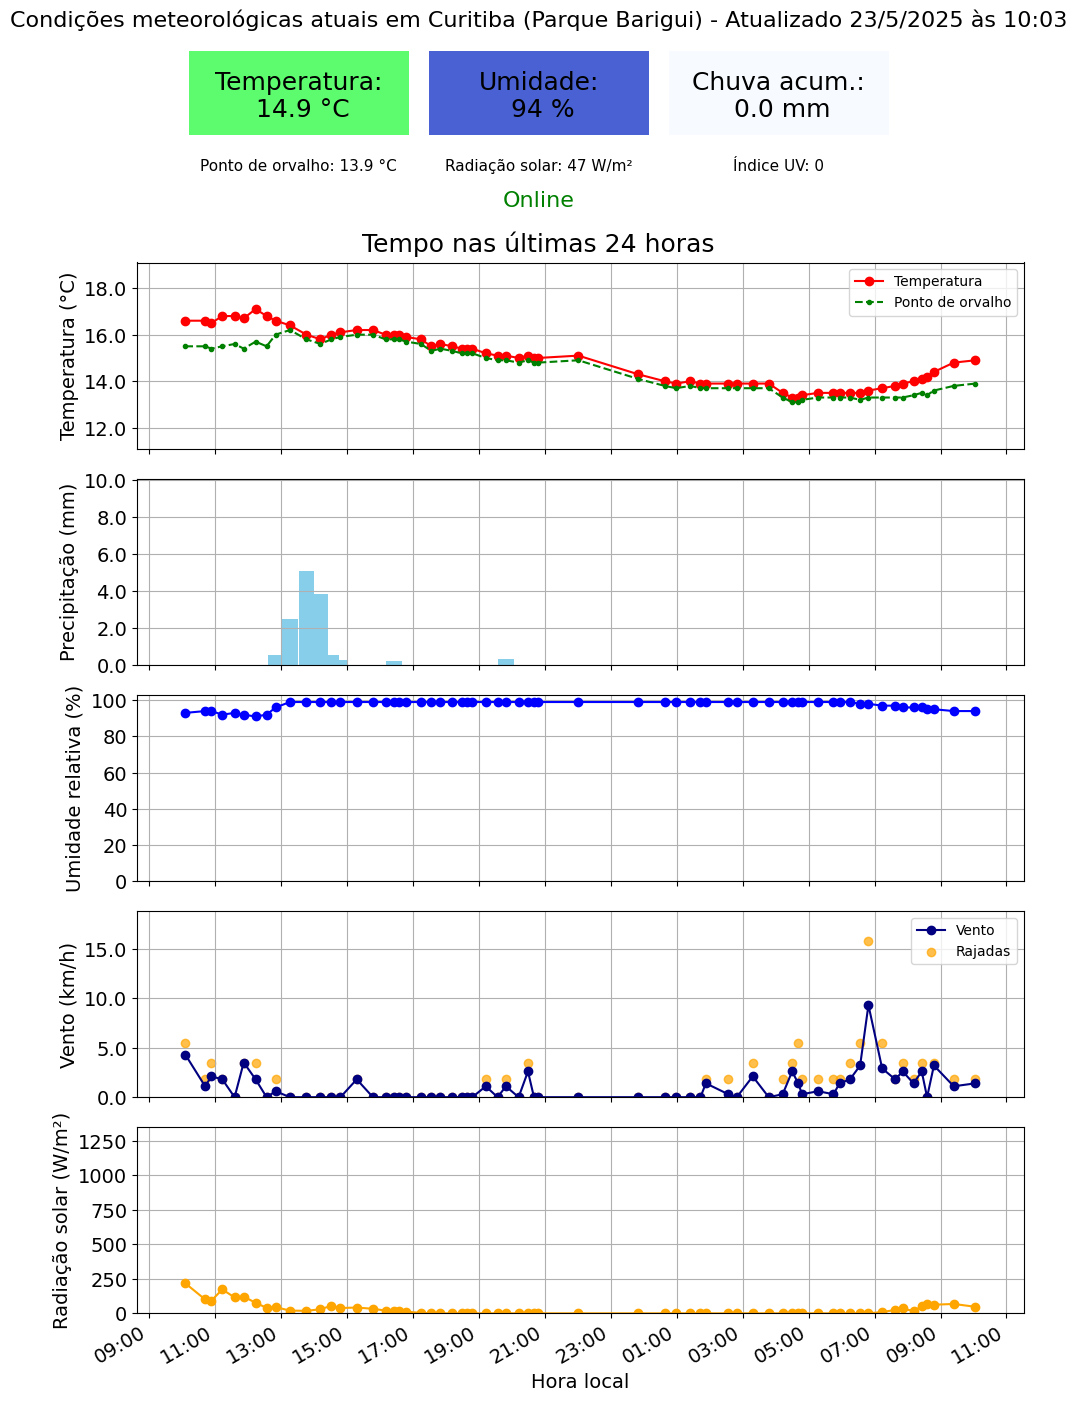 Condições meteorológicas atuais em Curitiba (Parque Barigui) - Atualizado 23/5/2025 às 10:03
Temperatura:
14.9 °C
Umidade:
94 %
Chuva acum.:
0.0 mm
Ponto de orvalho: 13.9 °C
Radiação solar: 47 W/m²
Índice UV: 0
Online
Tempo nas últimas 24 horas
Temperatura (°C)
18.0
16.0
14.0
12.0
Temperatura
Ponto de orvalho
Precipitação (mm)
10.0
8.0
6.0
4.0
2.0
0.0
Umidade relativa (%)
100
80
60
40
20
0
Vento (km/h)
15.0
10.0
5.0
0.0
Vento
Rajadas
Radiação solar (W/m²)
1250
1000
750
500
250
0
09:00
11:00
13:00
15:00
17:00
19:00
21:00
23:00
01:00
03:00
05:00
07:00
09:00
11:00
Hora local